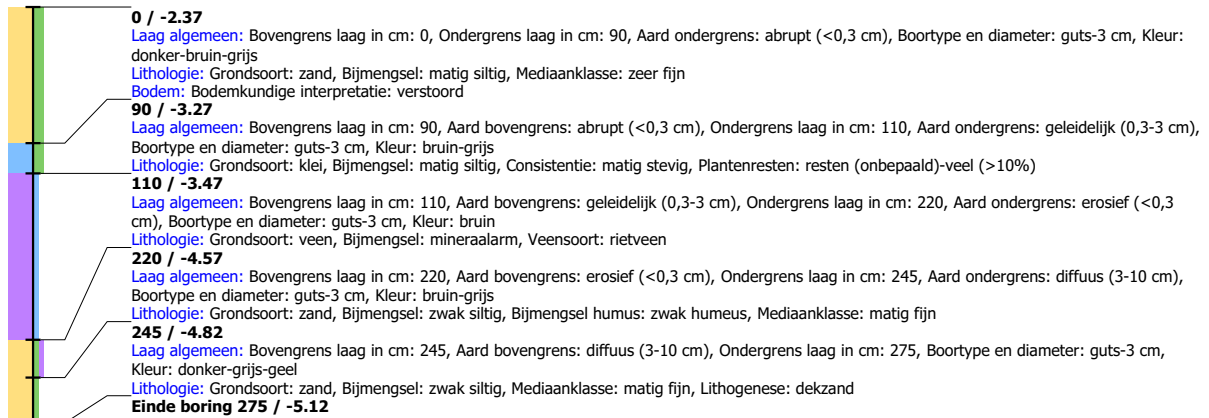 0 / -2.37
Laag algemeen: Bovengrens laag in cm: 0, Ondergrens laag in cm: 90, Aard ondergrens: abrupt (<0,3 cm), Boortype en diameter: guts-3 cm, Kleur:
donker-bruin-grijs
Lithologie: Grondsoort: zand, Bijmengsel: matig siltig, Mediaanklasse: zeer fijn
Bodem: Bodemkundige interpretatie: verstoord
90 / -3.27
Laag algemeen: Bovengrens laag in cm: 90, Aard bovengrens: abrupt (<0,3 cm), Ondergrens laag in cm: 110, Aard ondergrens: geleidelijk (0,3-3 cm),
Boortype en diameter: guts-3 cm, Kleur: bruin-grijs
Lithologie: Grondsoort: klei, Bijmengsel: matig siltig, Consistentie: matig stevig, Plantenresten: resten (onbepaald)-veel (>10%)
110 / -3.47
Laag algemeen: Bovengrens laag in cm: 110, Aard bovengrens: geleidelijk (0,3-3 cm), Ondergrens laag in cm: 220, Aard ondergrens: erosief (<0,3
cm), Boortype en diameter: guts-3 cm, Kleur: bruin
Lithologie: Grondsoort: veen, Bijmengsel: mineraalarm, Veensoort: rietveen
220 / -4.57
Laag algemeen: Bovengrens laag in cm: 220, Aard bovengrens: erosief (<0,3 cm), Ondergrens laag in cm: 245, Aard ondergrens: diffuus (3-10 cm),
Boortype en diameter: guts-3 cm, Kleur: bruin-grijs
Lithologie: Grondsoort: zand, Bijmengsel: zwak siltig, Bijmengsel humus: zwak humeus, Mediaanklasse: matig fijn
245 / -4.82
Laag algemeen: Bovengrens laag in cm: 245, Aard bovengrens: diffuus (3-10 cm), Ondergrens laag in cm: 275, Boortype en diameter: guts-3 cm,
Kleur: donker-grijs-geel
Lithologie: Grondsoort: zand, Bijmengsel: zwak siltig, Mediaanklasse: matig fijn, Lithogenese: dekzand
Einde boring 275 / -5.12